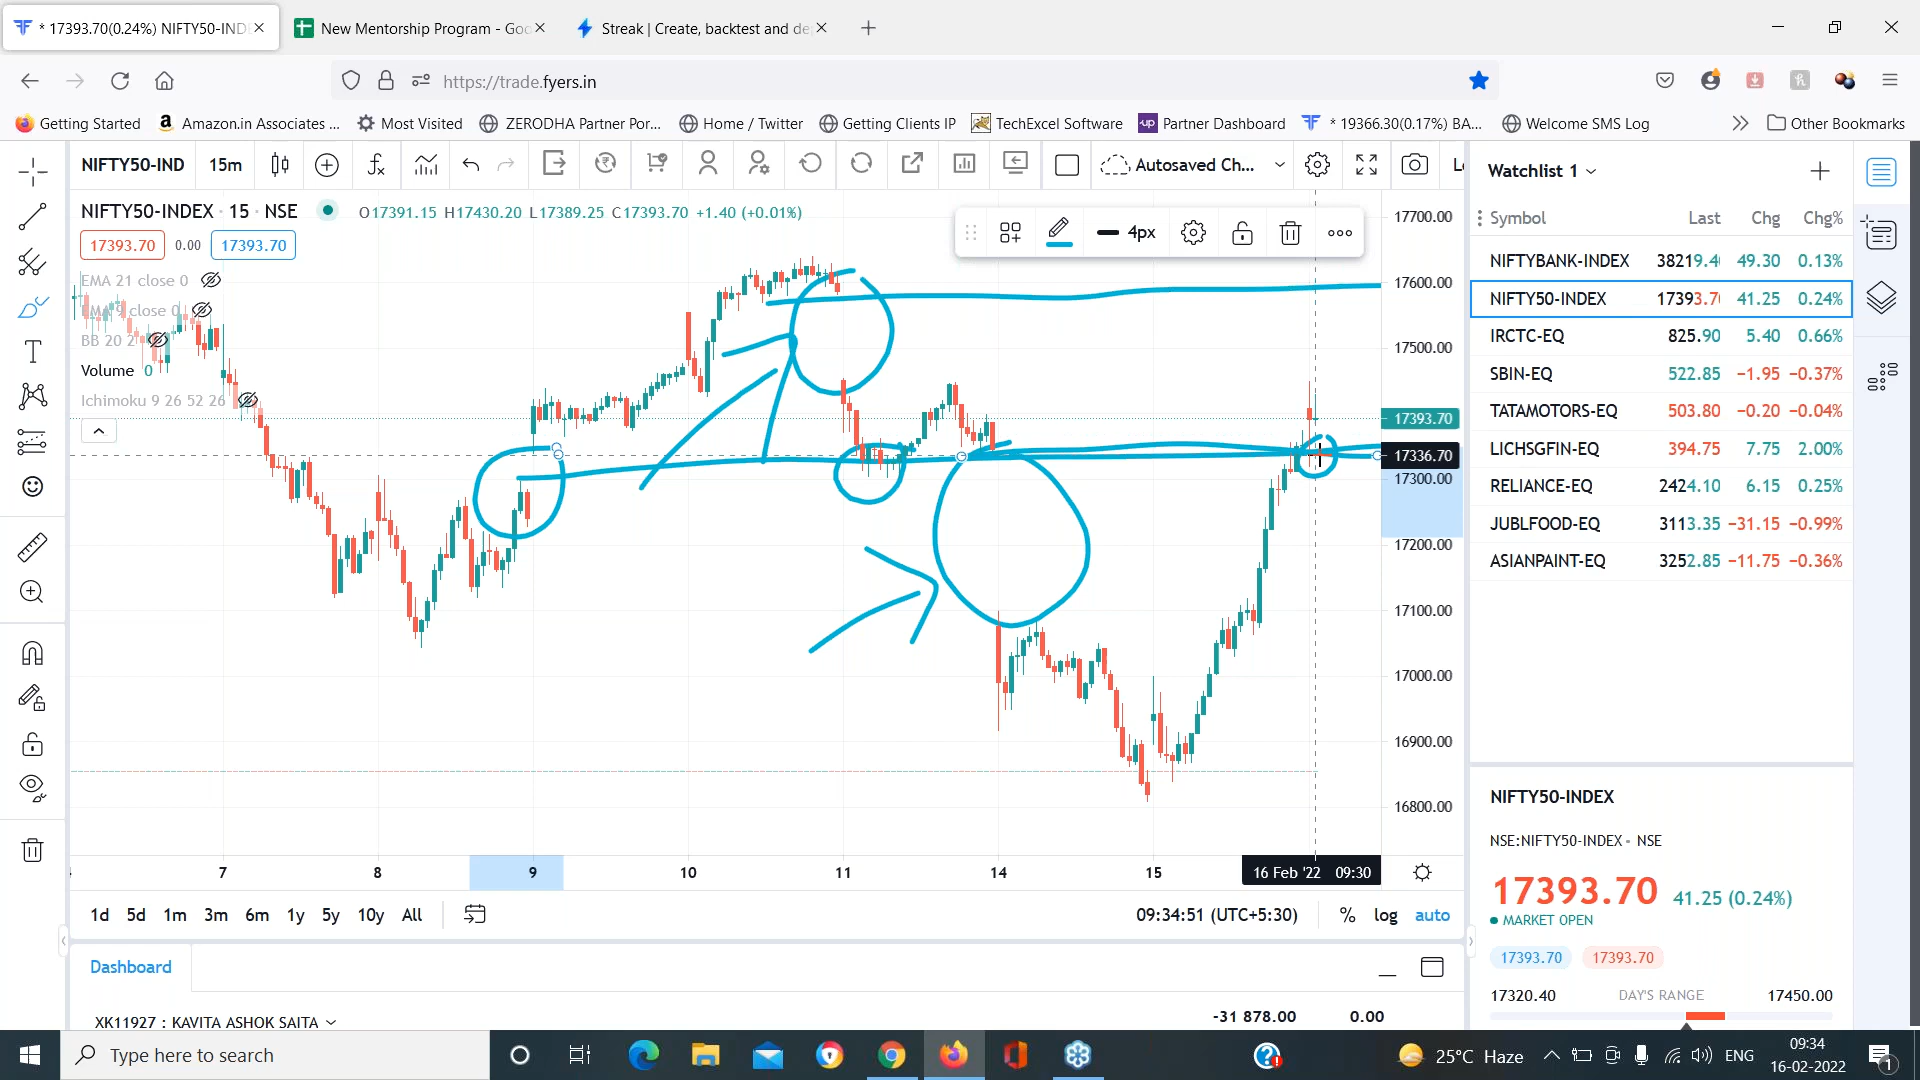 * 17393.70(0.24%) NIFTY50-IND
New Mentorship Program - Goo
Streak | Create, backtest and de
https://trade.fyers.in
Getting Started
Amazon.in Associates ...
Most Visited
ZERODHA Partner Por...
Home / Twitter
Getting Clients IP
TechExcel Software
up Partner Dashboard
* 19366.30(0.17%) BA...
Welcome SMS Log
Other Bookmarks
NIFTY50-IND 15m
Autosaved Ch...
NIFTY50-INDEX · 15 · NSE
O17391.15 H17430.20 L17389.25 C17393.70 +1.40 (+0.01%)
17393.70 0.00 17393.70
4px
EMA 21 close 0
EMA 9 close 0
BB 20 2
Volume 0
Ichimoku 9 26 52 26
17700.00
17600.00
17500.00
17393.70
17336.70
17300.00
17200.00
17100.00
17000.00
16900.00
16800.00
7 8 9 10 11 14 15
16 Feb '22 09:30
1d 5d 1m 3m 6m 1y 5y 10y All
09:34:51 (UTC+5:30)
% log auto
Dashboard
XK11927 : KAVITA ASHOK SAITA
-31 878.00 0.00
Watchlist 1
Symbol Last Chg Chg%
NIFTYBANK-INDEX 38219.4 49.30 0.13%
NIFTY50-INDEX 17393.7 41.25 0.24%
IRCTC-EQ 825.90 5.40 0.66%
SBIN-EQ 522.85 −1.95 −0.37%
TATAMOTORS-EQ 503.80 −0.20 −0.04%
LICHSGFIN-EQ 394.75 7.75 2.00%
RELIANCE-EQ 2424.10 6.15 0.25%
JUBLFOOD-EQ 3113.35 −31.15 −0.99%
ASIANPAINT-EQ 3252.85 −11.75 −0.36%
NIFTY50-INDEX
NSE:NIFTY50-INDEX • NSE
17393.70 41.25 (0.24%)
MARKET OPEN
17393.70 17393.70
17320.40 DAY'S RANGE 17450.00
Type here to search
25°C Haze
ENG
09:34
16-02-2022
1